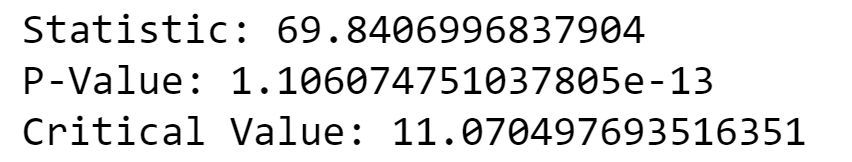 Statistic: 69.8406996837904
P-Value: 1.106074751037805e-13
Critical Value: 11.070497693516351